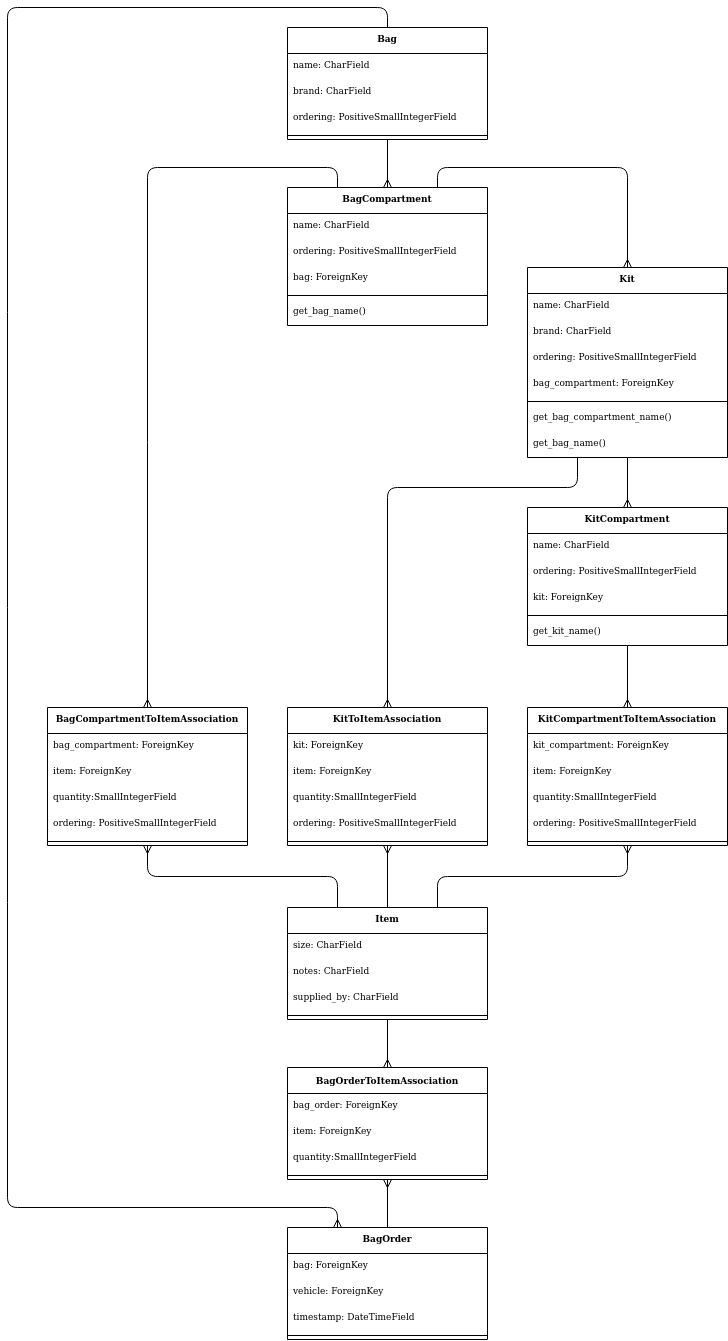 Bag
name: CharField
brand: CharField
ordering: PositiveSmallIntegerField
BagCompartment
name: CharField
ordering: PositiveSmallIntegerField
bag: ForeignKey
get_bag_name()
Kit
name: CharField
brand: CharField
ordering: PositiveSmallIntegerField
bag_compartment: ForeignKey
get_bag_compartment_name()
get_bag_name()
KitCompartment
name: CharField
ordering: PositiveSmallIntegerField
kit: ForeignKey
get_kit_name()
BagCompartmentToItemAssociation
bag_compartment: ForeignKey
item: ForeignKey
quantity:SmallIntegerField
ordering: PositiveSmallIntegerField
KitToItemAssociation
kit: ForeignKey
item: ForeignKey
quantity:SmallIntegerField
ordering: PositiveSmallIntegerField
KitCompartmentToItemAssociation
kit_compartment: ForeignKey
item: ForeignKey
quantity:SmallIntegerField
ordering: PositiveSmallIntegerField
Item
size: CharField
notes: CharField
supplied_by: CharField
BagOrderToItemAssociation
bag_order: ForeignKey
item: ForeignKey
quantity:SmallIntegerField
BagOrder
bag: ForeignKey
vehicle: ForeignKey
timestamp: DateTimeField